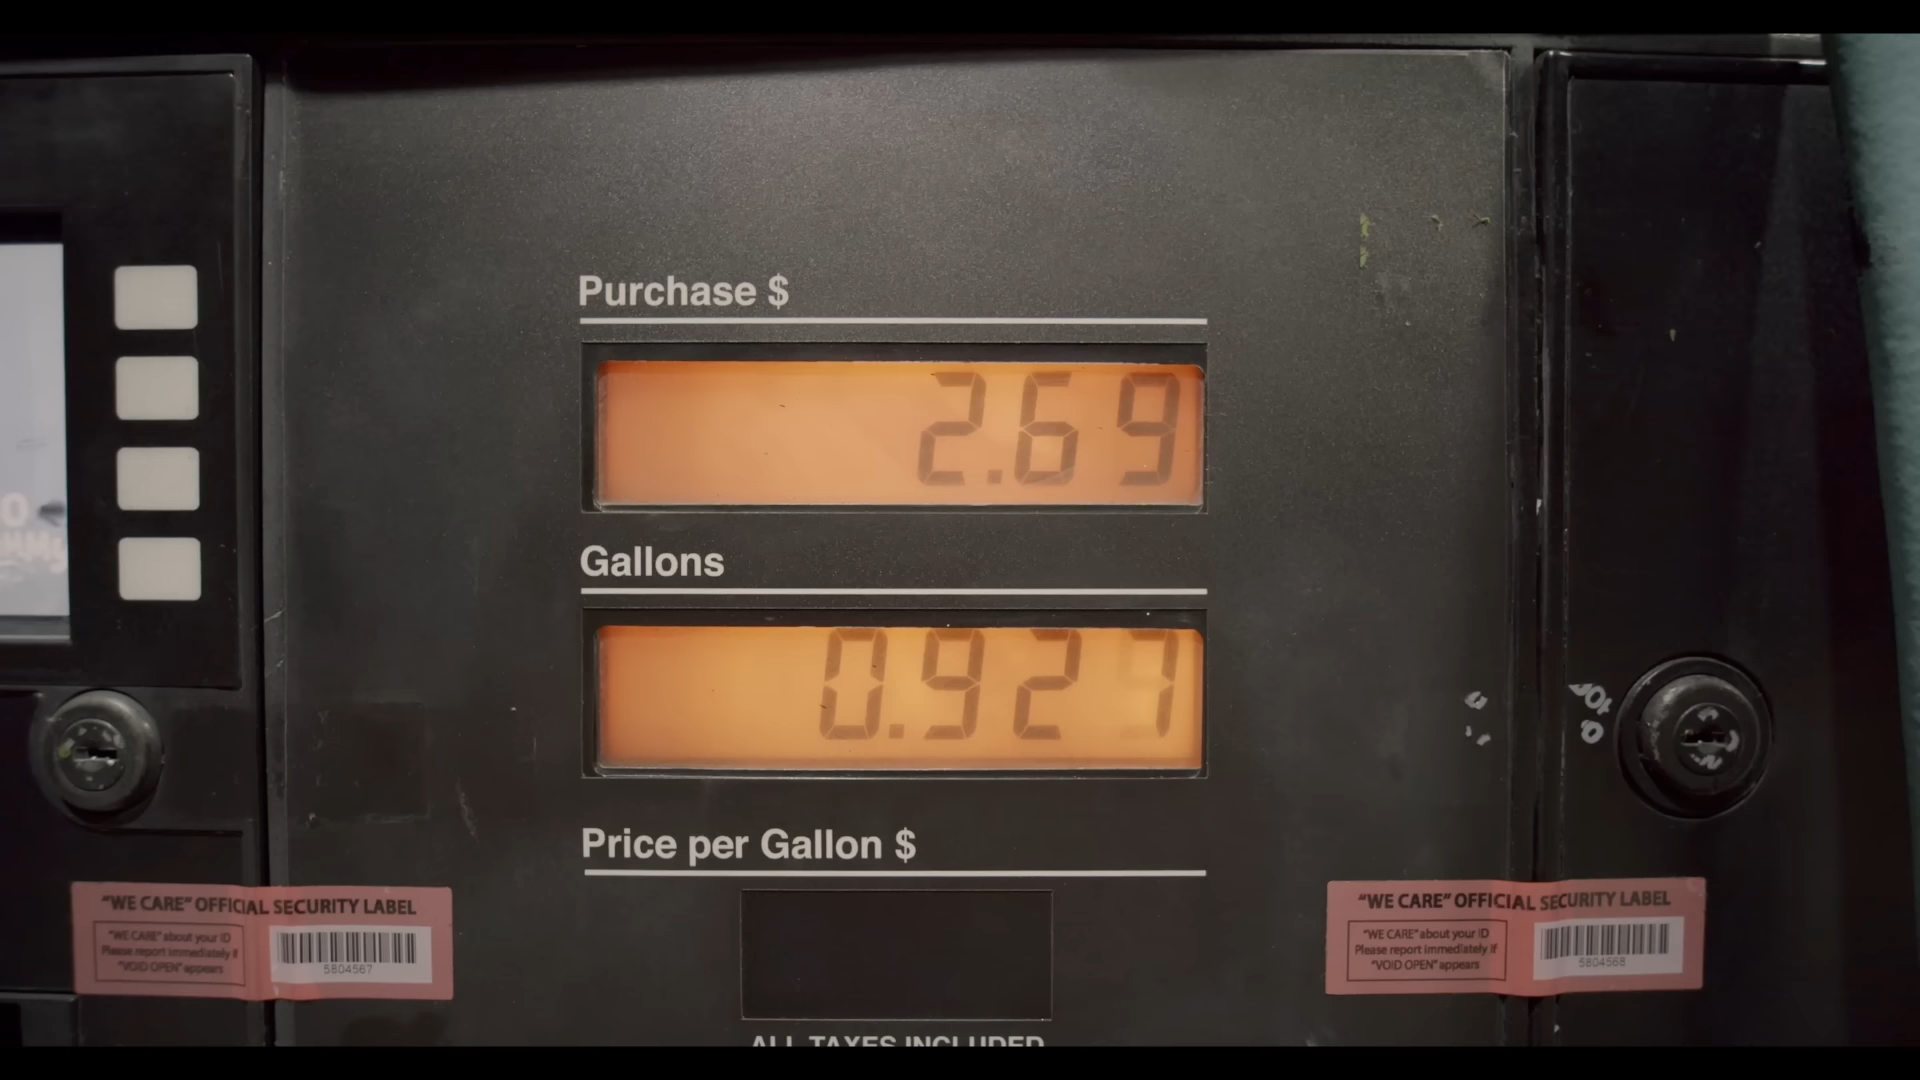 Purchase $
2.69
Gallons
0.927
Price per Gallon $
"WE CARE" OFFICIAL SECURITY LABEL
"WE CARE" about your ID
Please report immediately if
"VOID OPEN" appears
5804567
"WE CARE" OFFICIAL SECURITY LABEL
"WE CARE" about your ID
Please report immediately if
"VOID OPEN" appears
5804568
ALL TAXES INCLUDED